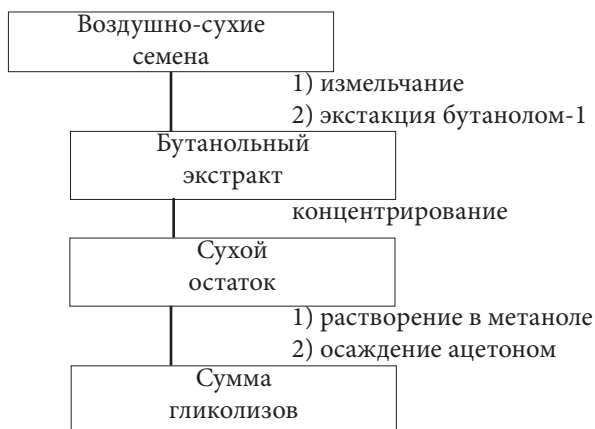 Воздушно-сухие
семена
1) измельчание
2) экстакция бутанолом-1
Бутанольный
экстракт
концентрирование
Сухой
остаток
1) растворение в метаноле
2) осаждение ацетоном
Сумма
гликолизов